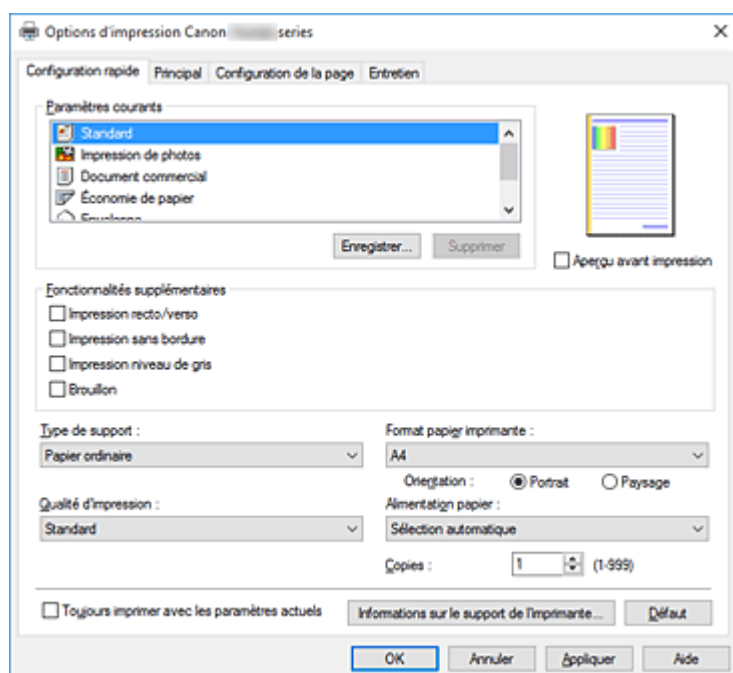 Options d'impression Canon series
Configuration rapide Principal Configuration de la page Entretien
Paramètres courants
Standard
Impression de photos
Document commercial
Économie de papier
Enregistrer... Supprimer
Aperçu avant impression
Fonctionnalités supplémentaires
Impression recto/verso
Impression sans bordure
Impression niveau de gris
Brouillon
Type de support :
Papier ordinaire
Format papier imprimante :
A4
Orientation : Portrait Paysage
Qualité d'impression :
Standard
Alimentation papier :
Sélection automatique
Copies : 1 (1-999)
Toujours imprimer avec les paramètres actuels
Informations sur le support de l'imprimante... Défaut
OK Annuler Appliquer Aide